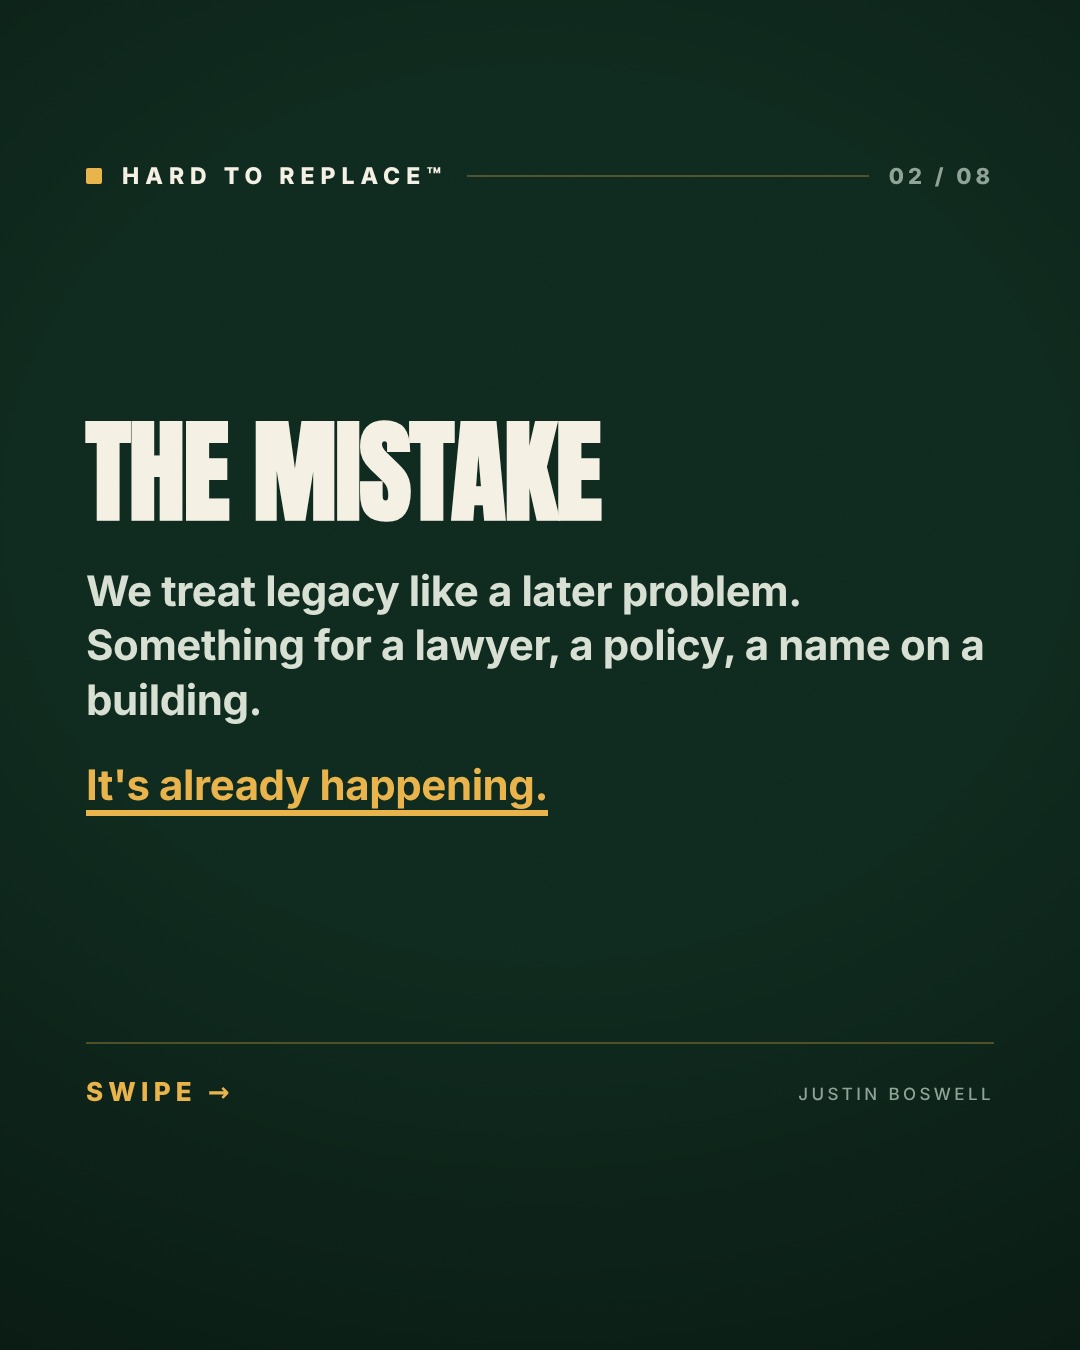 HARD TO REPLACE™
02 / 08
THE MISTAKE
We treat legacy like a later problem.
Something for a lawyer, a policy, a name on a
building.
It's already happening.
SWIPE →
JUSTIN BOSWELL